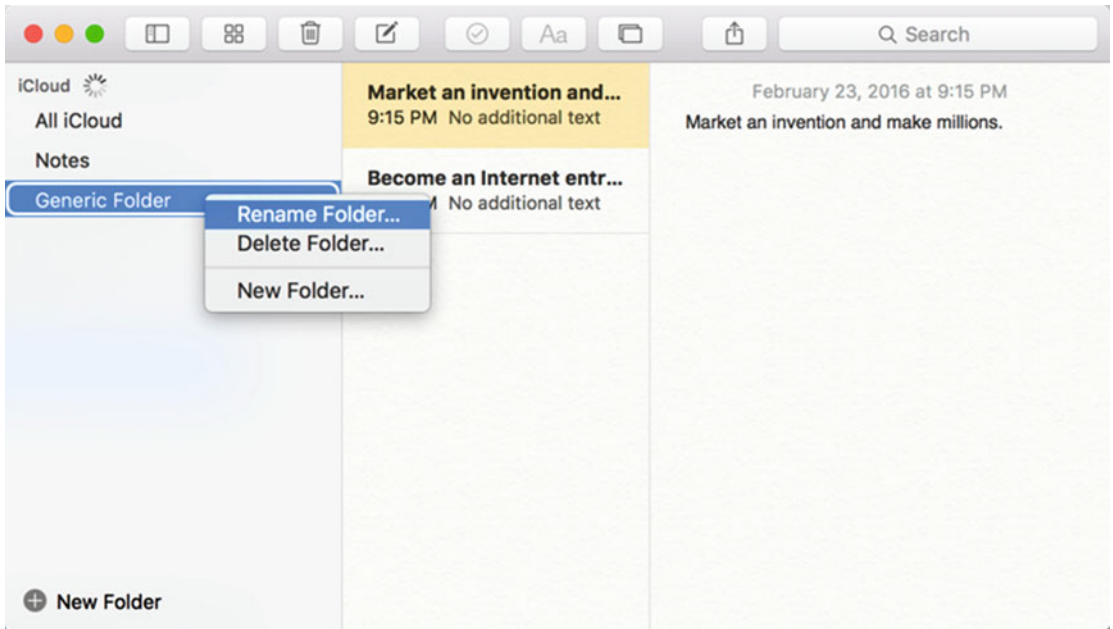 Aa
Search
iCloud
All iCloud
Notes
Generic Folder
Rename Folder...
Delete Folder...
New Folder...
New Folder
Market an invention and...
9:15 PM No additional text
Become an Internet entr...
M No additional text
February 23, 2016 at 9:15 PM
Market an invention and make millions.